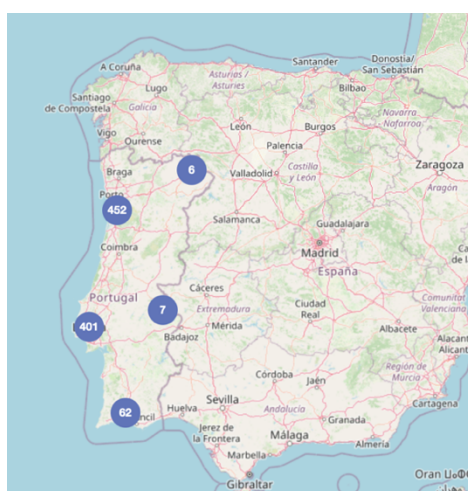 Santander
Donostia/
San Sebastián
A Coruña
Asturias /
Asturies
Bilbao
Lugo
Santiago
de Compostela
Galicia
Navarra -
Nafarroa
León
Burgos
Vigo
Ourense
Palencia
Zaragoza
Braga
6
Valladolid
Castilla
y León
Aragón
Porto
452
Salamanca
Guadalajara
Coimbra
Madrid
España
Portugal
Cáceres
7
Extremadura
Ciudad
Real
Comunitat
Valenciana
401
Mérida
Albacete
Badajoz
Alacant
Alicante
Región de
Murcia
Córdoba
Jaén
62
Huelva
Sevilla
Andalucía
Cartagena
Granada
Jerez de
la Frontera
Málaga
Almería
Marbella
Gibraltar
Oran